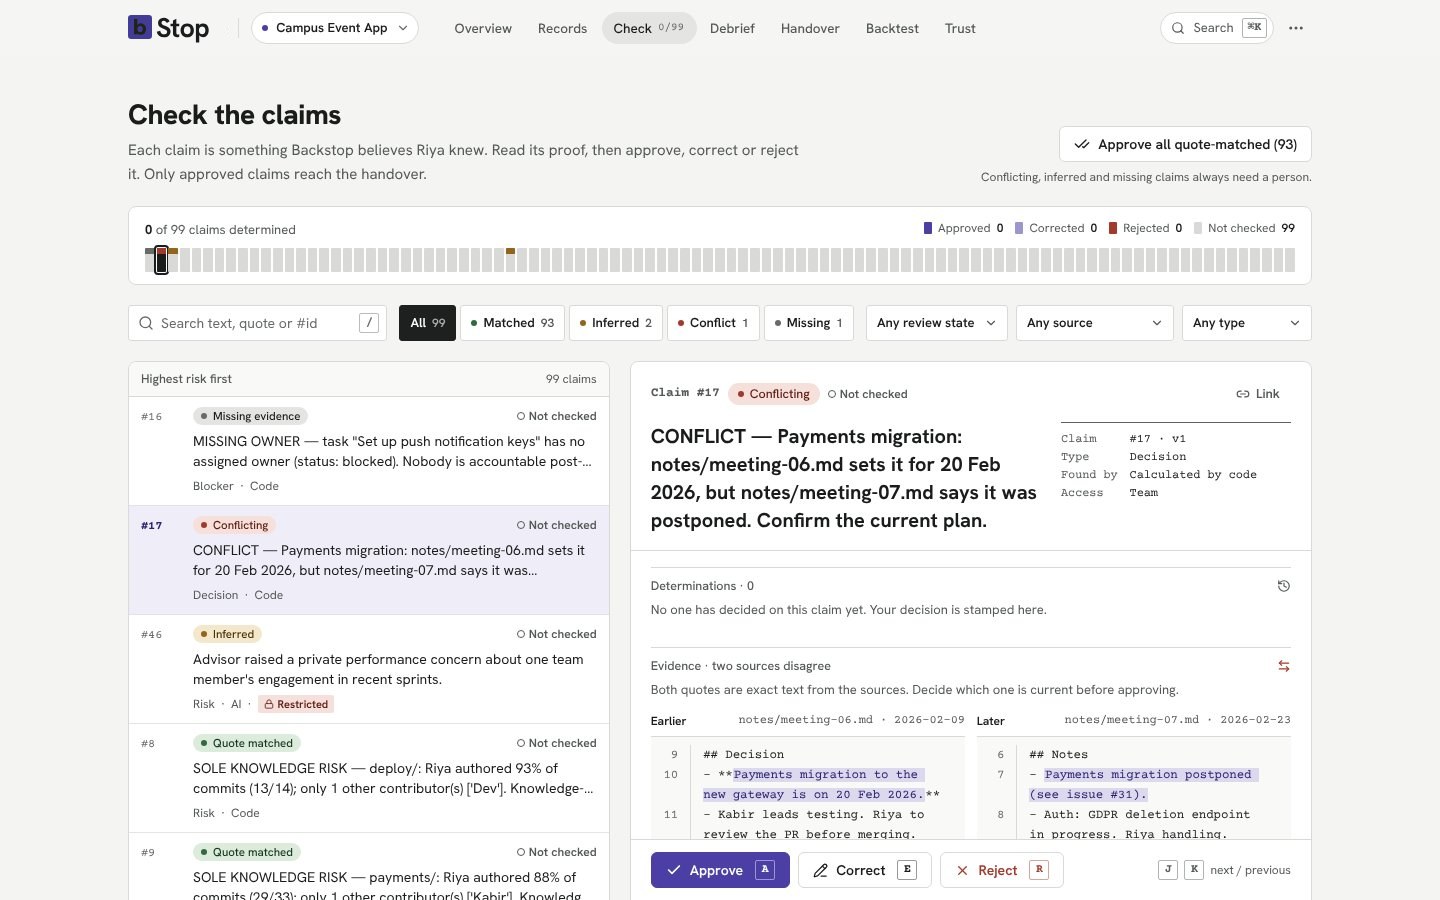 b Stop
Campus Event App
Overview
Records
Check 0/99
Debrief
Handover
Backtest
Trust
Search ⌘K
Check the claims
Each claim is something Backstop believes Riya knew. Read its proof, then approve, correct or reject
it. Only approved claims reach the handover.
Approve all quote-matched (93)
Conflicting, inferred and missing claims always need a person.
0 of 99 claims determined
Approved 0
Corrected 0
Rejected 0
Not checked 99
Search text, quote or #id /
All 99
Matched 93
Inferred 2
Conflict 1
Missing 1
Any review state
Any source
Any type
Highest risk first
99 claims
#16
Missing evidence
Not checked
MISSING OWNER — task "Set up push notification keys" has no
assigned owner (status: blocked). Nobody is accountable post-…
Blocker · Code
#17
Conflicting
Not checked
CONFLICT — Payments migration: notes/meeting-06.md sets it
for 20 Feb 2026, but notes/meeting-07.md says it was…
Decision · Code
#46
Inferred
Not checked
Advisor raised a private performance concern about one team
member's engagement in recent sprints.
Risk · AI · Restricted
#8
Quote matched
Not checked
SOLE KNOWLEDGE RISK — deploy/: Riya authored 93% of
commits (13/14); only 1 other contributor(s) ['Dev']. Knowledge-…
Risk · Code
#9
Quote matched
Not checked
SOLE KNOWLEDGE RISK — payments/: Riya authored 88% of
commits (29/33); only 1 other contributor(s) ['Kabir']. Knowledg…
Claim #17
Conflicting
Not checked
Link
CONFLICT — Payments migration:
notes/meeting-06.md sets it for 20 Feb
2026, but notes/meeting-07.md says it was
postponed. Confirm the current plan.
Claim #17 · v1
Type Decision
Found by Calculated by code
Access Team
Determinations · 0
No one has decided on this claim yet. Your decision is stamped here.
Evidence · two sources disagree
Both quotes are exact text from the sources. Decide which one is current before approving.
Earlier notes/meeting-06.md · 2026-02-09
9 ## Decision
10 - **Payments migration to the
new gateway is on 20 Feb 2026.**
11 - Kabir leads testing. Riya to
review the PR before merging.
Later notes/meeting-07.md · 2026-02-23
6 ## Notes
7 - Payments migration postponed
(see issue #31).
8 - Auth: GDPR deletion endpoint
in progress. Riya handling.
Approve A
Correct E
Reject R
J K next / previous